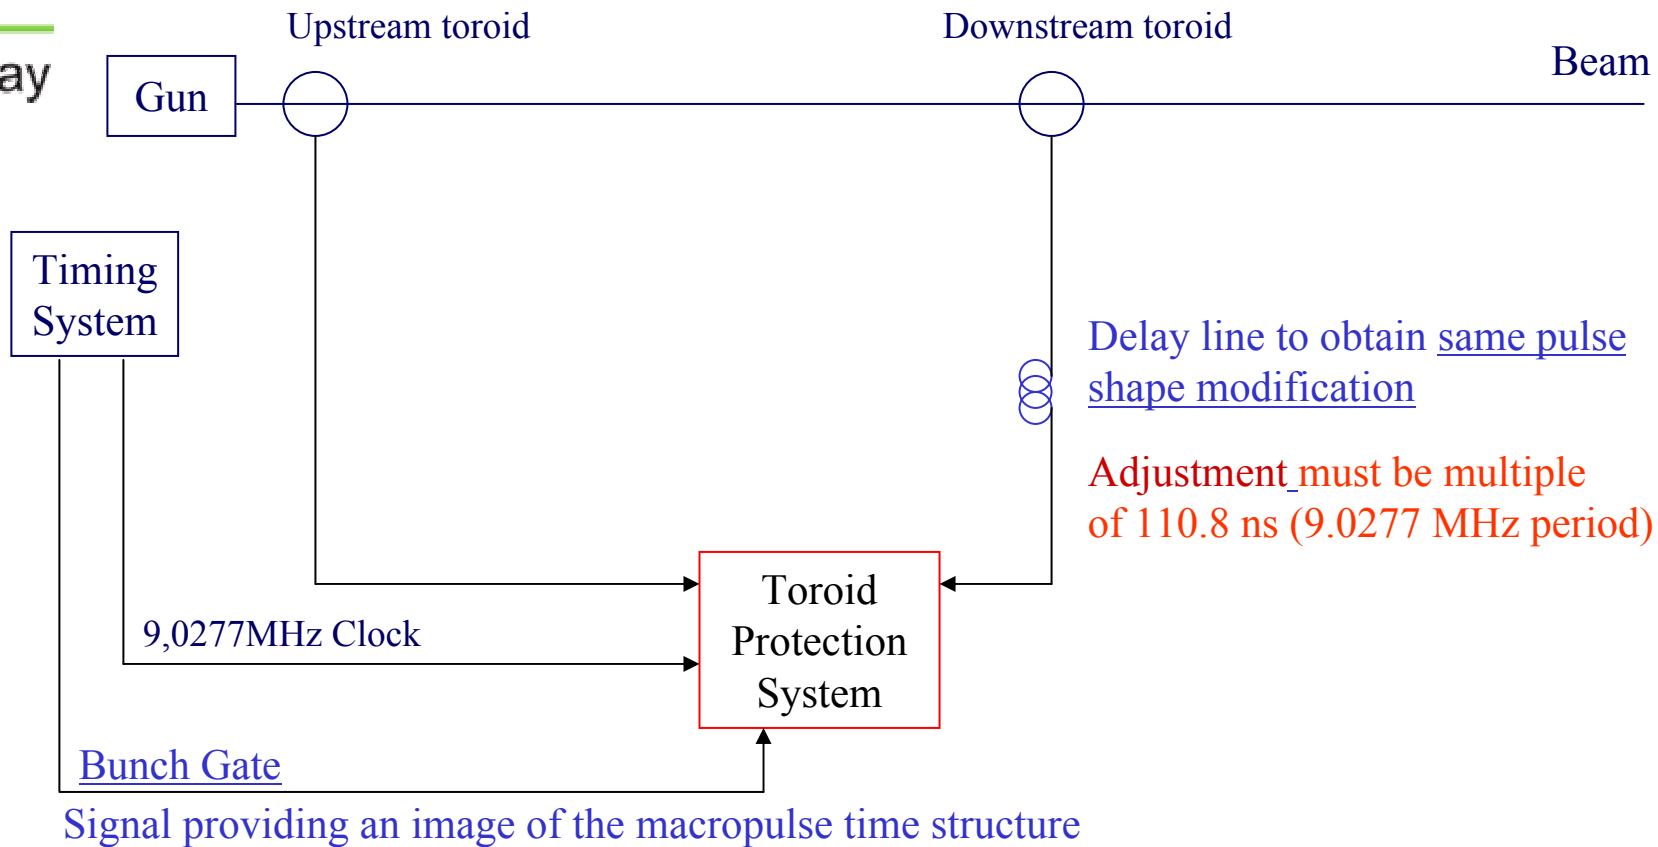 Upstream toroid
Downstream toroid
ay
Gun
Beam
Timing
System
Delay line to obtain same pulse
shape modification
Adjustment must be multiple
of 110.8 ns (9.0277 MHz period)
Toroid
Protection
System
9,0277MHz Clock
Bunch Gate
Signal providing an image of the macropulse time structure